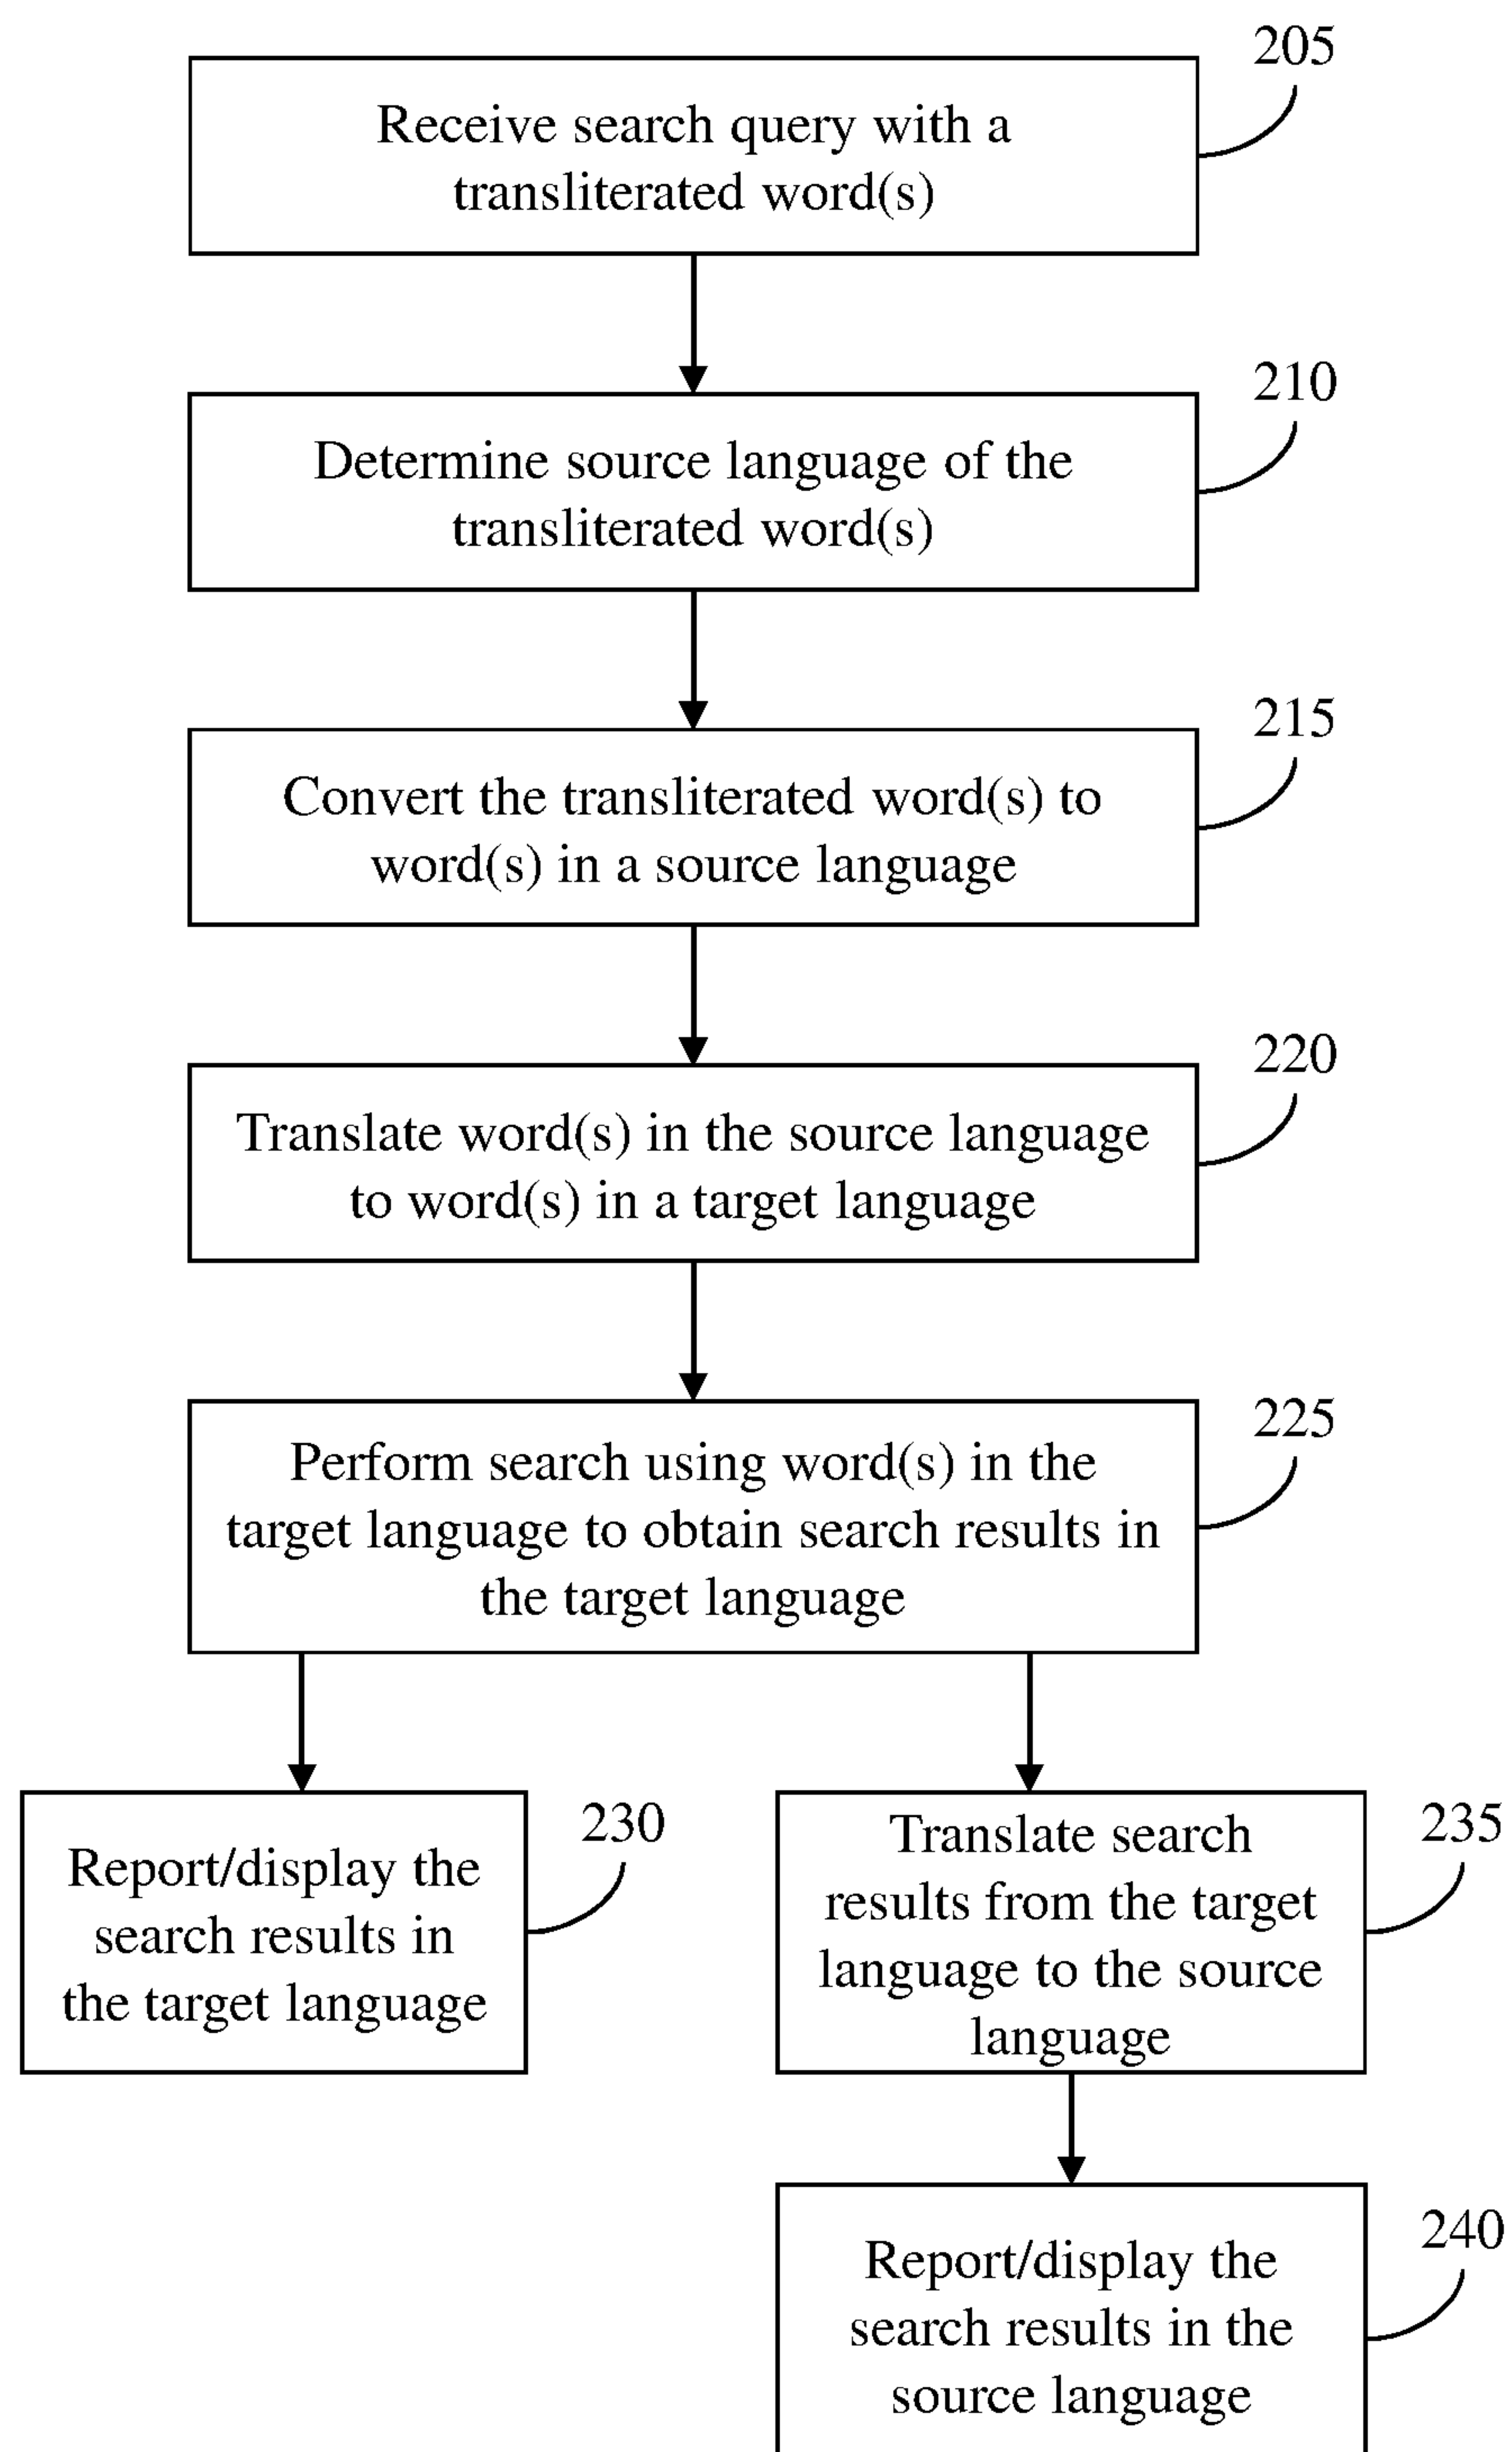 205
Receive search query with a
transliterated word(s)
210
Determine source language of the
transliterated word(s)
215
Convert the transliterated word(s) to
word(s) in a source language
220
Translate word(s) in the source language
to word(s) in a target language
225
Perform search using word(s) in the
target language to obtain search results in
the target language
230
Report/display the
search results in
the target language
235
Translate search
results from the target
language to the source
language
240
Report/display the
search results in the
source language